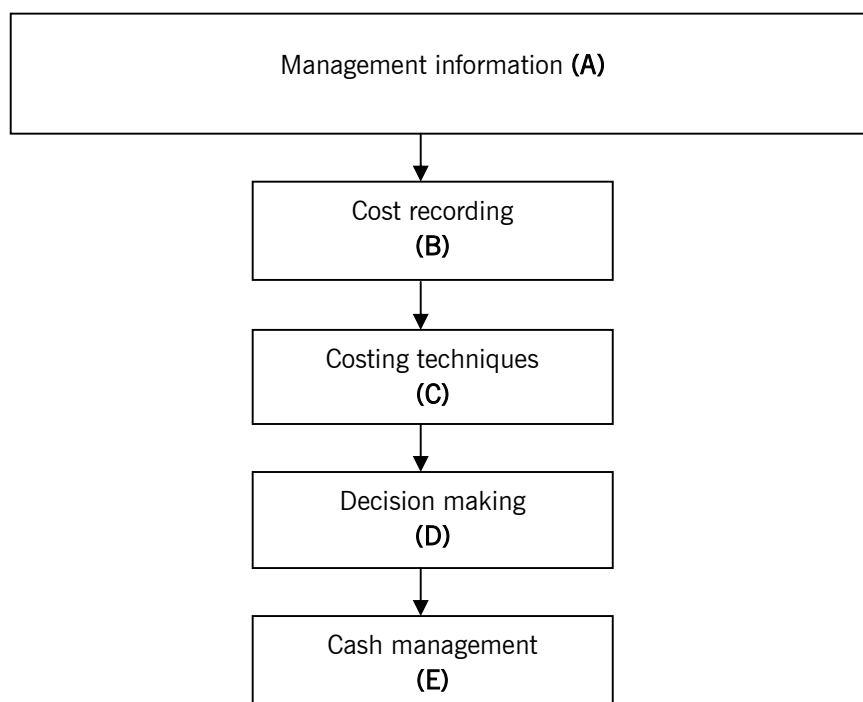 Management information (A)
Cost recording
(B)
Costing techniques
(C)
Decision making
(D)
Cash management
(E)